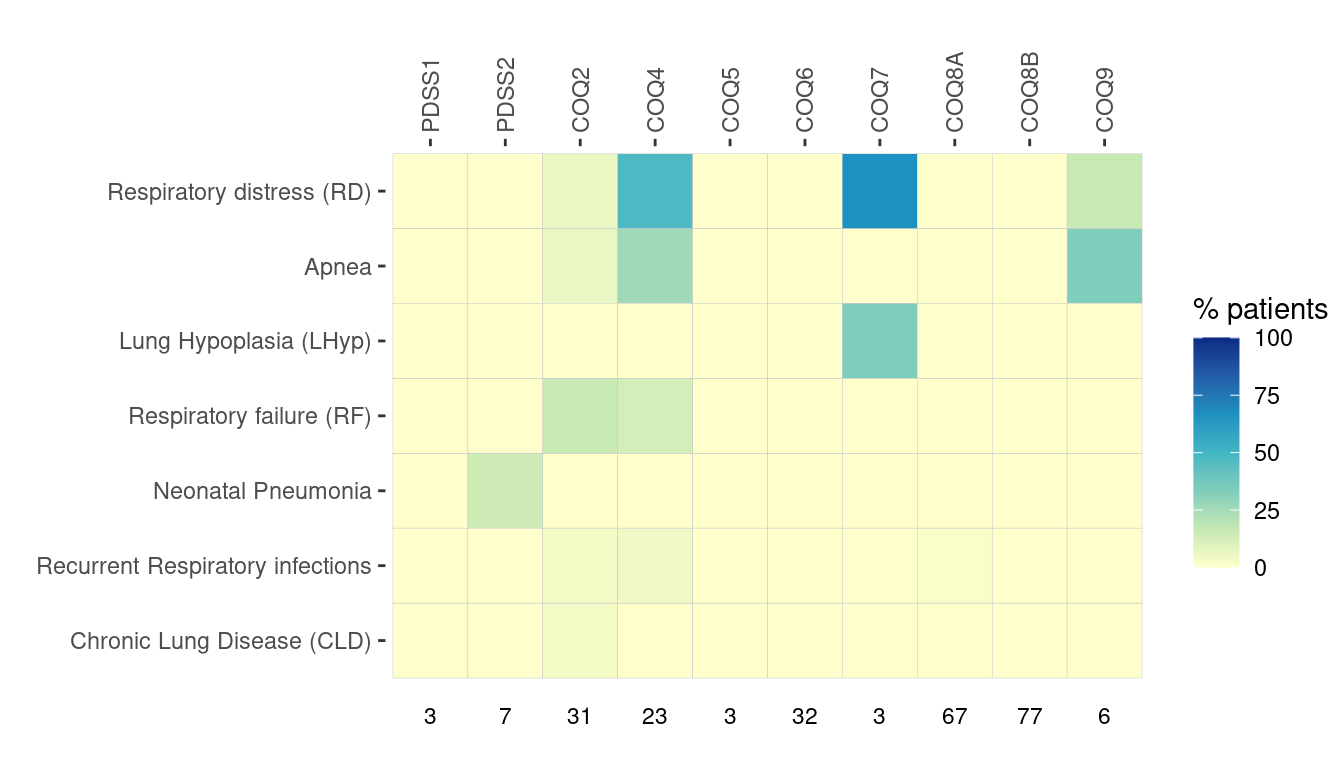 PDSS1
PDSS2
COQ2
COQ4
COQ5
COQ6
COQ7
COQ8A
COQ8B
COQ9
Respiratory distress (RD)
Apnea
Lung Hypoplasia (LHyp)
Respiratory failure (RF)
Neonatal Pneumonia
Recurrent Respiratory infections
Chronic Lung Disease (CLD)
3 7 31 23 3 32 3 67 77 6
% patients
100
75
50
25
0